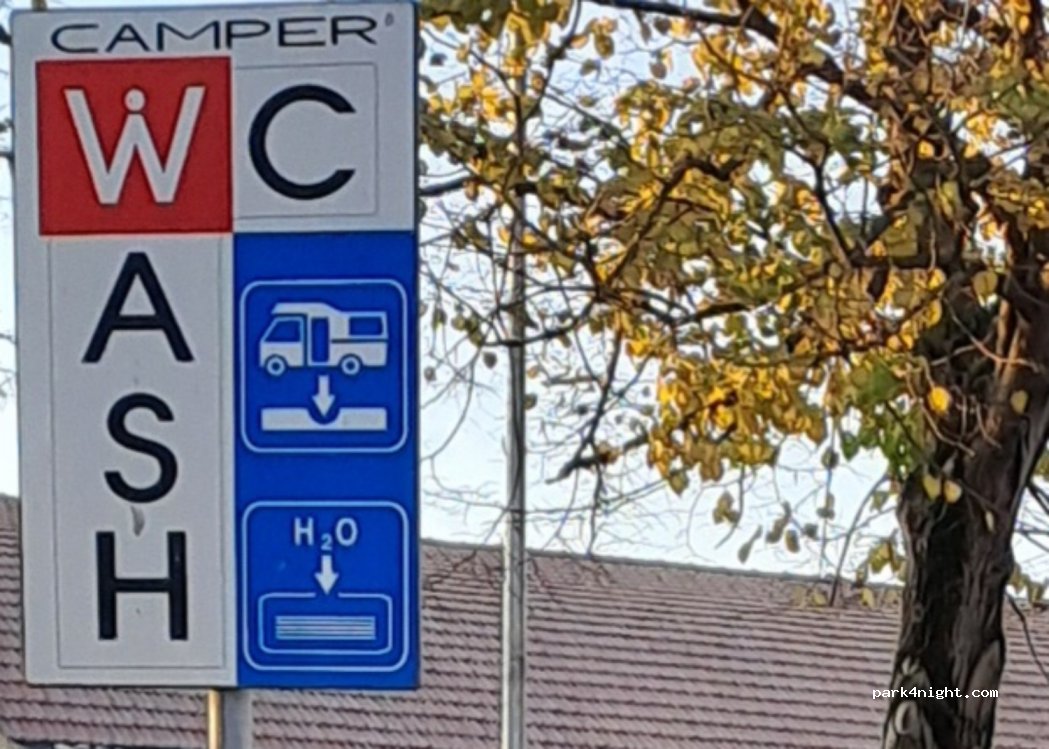 CAMPER®
WC
A
S
H
H₂O
park4night.com